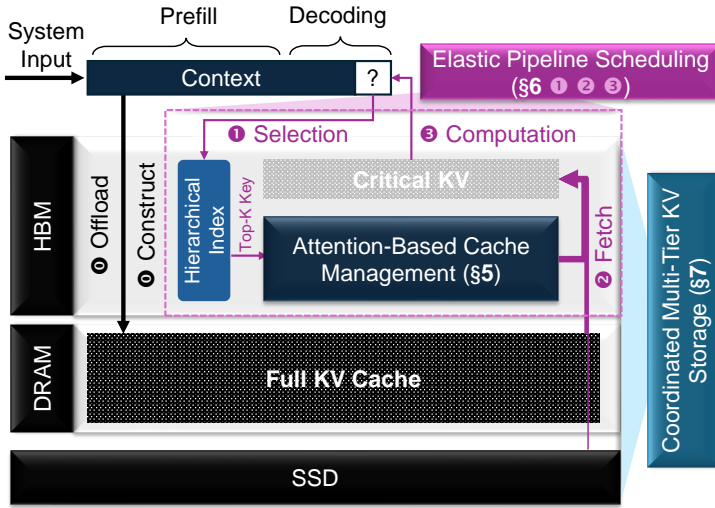 Prefill
Decoding
System
Input
Context
?
Elastic Pipeline Scheduling
(§6 ❶ ❷ ❸)
❶ Selection
❸ Computation
HBM
⓿ Offload
⓿ Construct
Hierarchical
Index
Top-K Key
Critical KV
Attention-Based Cache
Management (§5)
❷ Fetch
Coordinated Multi-Tier KV
Storage (§7)
DRAM
Full KV Cache
SSD